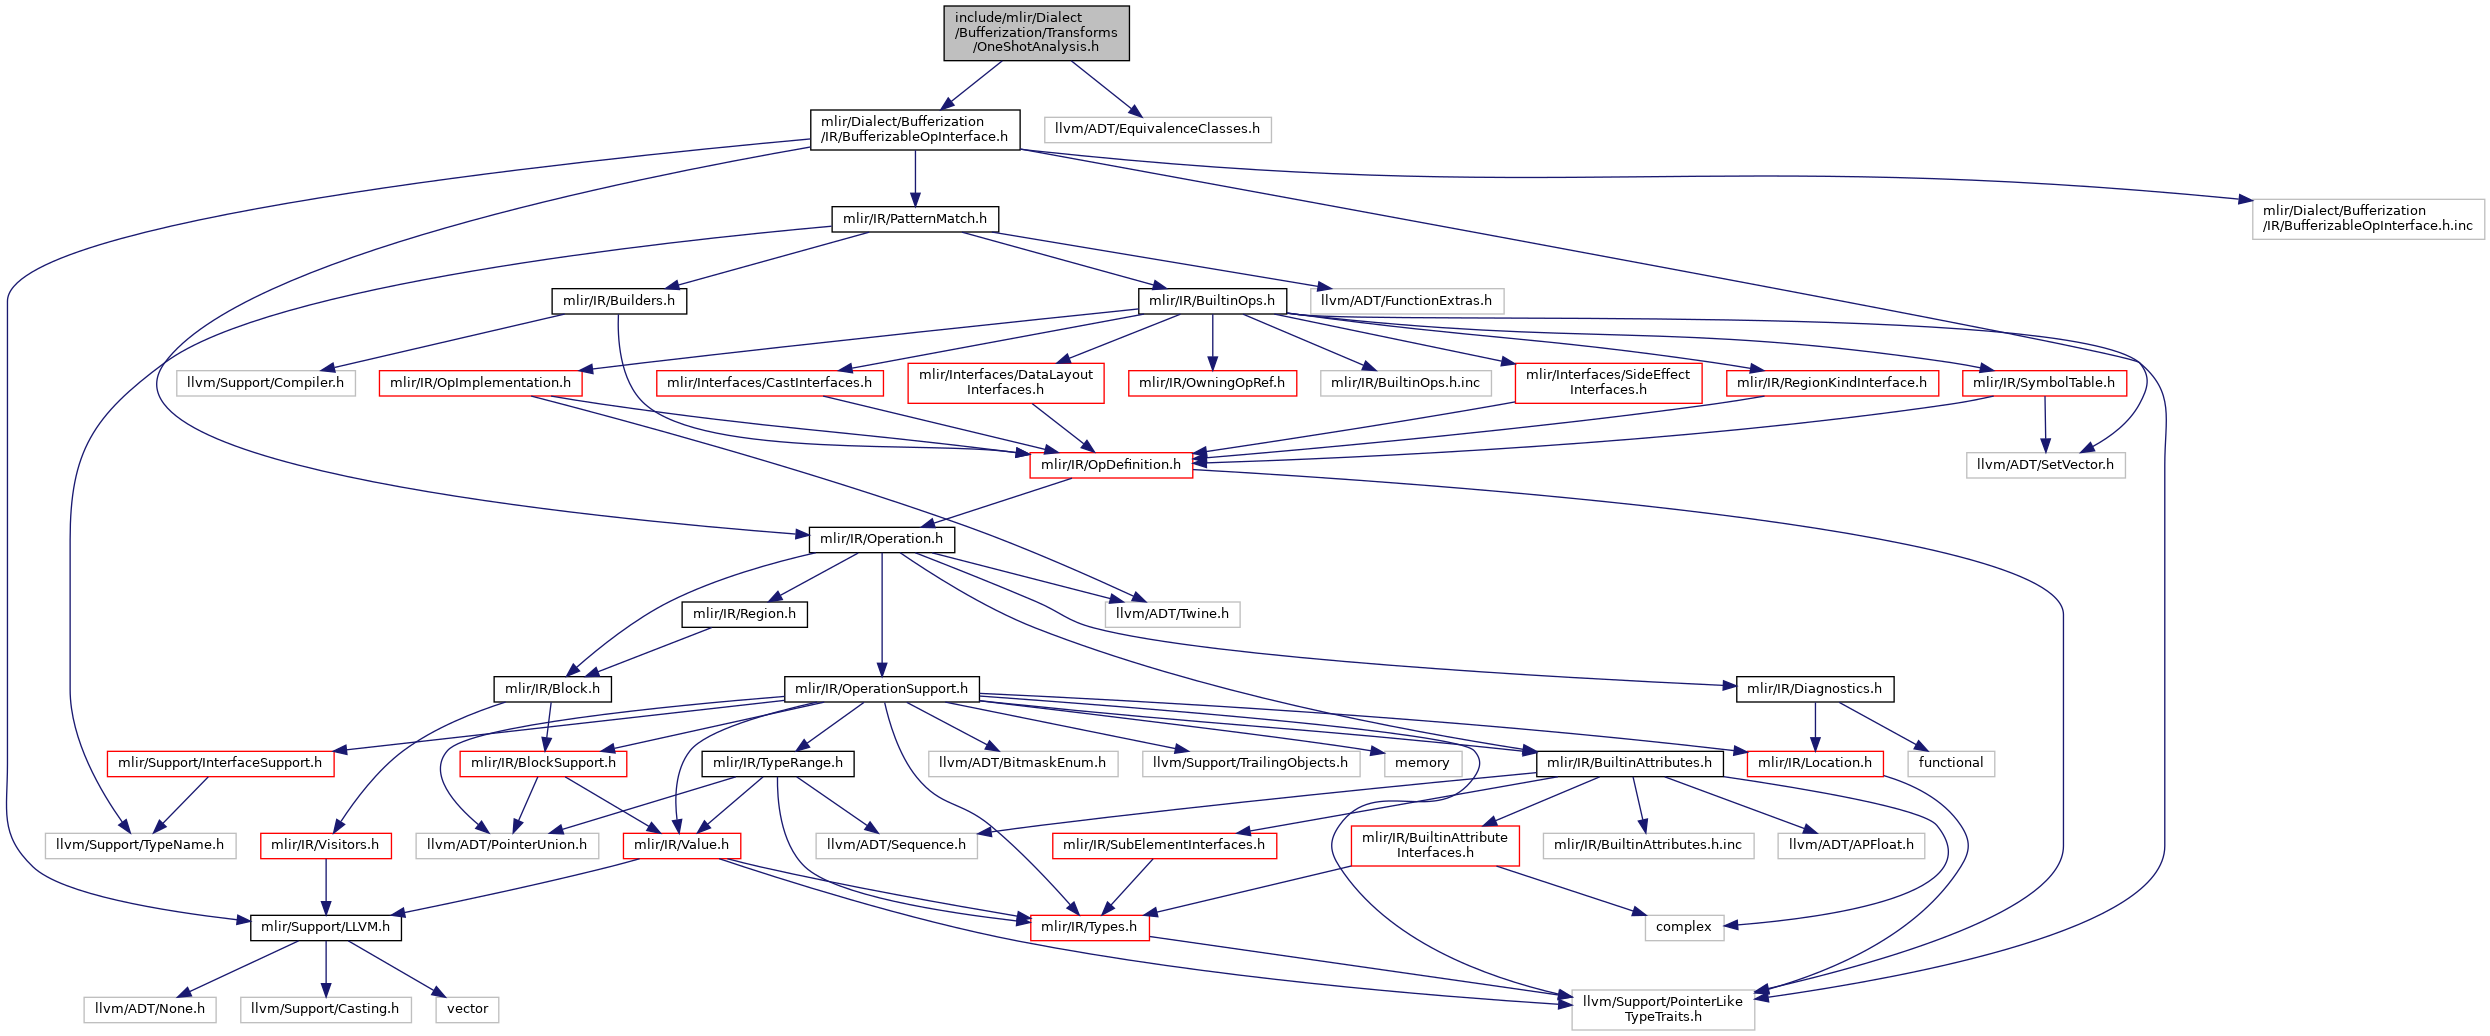 include/mlir/Dialect
/Bufferization/Transforms
/OneShotAnalysis.h
mlir/Dialect/Bufferization
/IR/BufferizableOpInterface.h
llvm/ADT/EquivalenceClasses.h
mlir/IR/PatternMatch.h
mlir/Dialect/Bufferization
/IR/BufferizableOpInterface.h.inc
mlir/IR/Builders.h
mlir/IR/BuiltinOps.h
llvm/ADT/FunctionExtras.h
llvm/Support/Compiler.h
mlir/IR/OpImplementation.h
mlir/Interfaces/CastInterfaces.h
mlir/Interfaces/DataLayout
Interfaces.h
mlir/IR/OwningOpRef.h
mlir/IR/BuiltinOps.h.inc
mlir/Interfaces/SideEffect
Interfaces.h
mlir/IR/RegionKindInterface.h
mlir/IR/SymbolTable.h
mlir/IR/OpDefinition.h
llvm/ADT/SetVector.h
mlir/IR/Operation.h
mlir/IR/Region.h
llvm/ADT/Twine.h
mlir/IR/Block.h
mlir/IR/OperationSupport.h
mlir/IR/Diagnostics.h
mlir/Support/InterfaceSupport.h
mlir/IR/BlockSupport.h
mlir/IR/TypeRange.h
llvm/ADT/BitmaskEnum.h
llvm/Support/TrailingObjects.h
memory
mlir/IR/BuiltinAttributes.h
mlir/IR/Location.h
functional
llvm/Support/TypeName.h
mlir/IR/Visitors.h
llvm/ADT/PointerUnion.h
mlir/IR/Value.h
llvm/ADT/Sequence.h
mlir/IR/SubElementInterfaces.h
mlir/IR/BuiltinAttribute
Interfaces.h
mlir/IR/BuiltinAttributes.h.inc
llvm/ADT/APFloat.h
mlir/Support/LLVM.h
mlir/IR/Types.h
complex
llvm/ADT/None.h
llvm/Support/Casting.h
vector
llvm/Support/PointerLike
TypeTraits.h